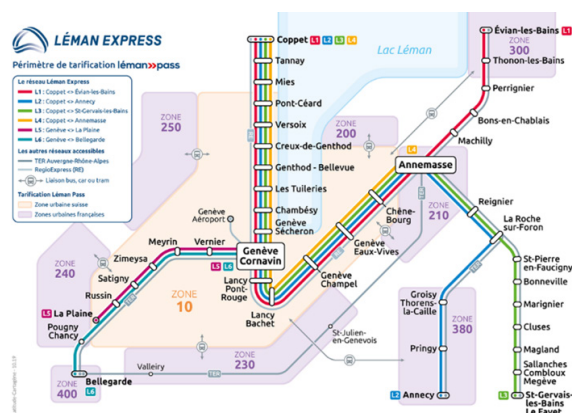 LÉMAN EXPRESS
Périmètre de tarification léman»pass
Le réseau Léman Express
L1 : Coppet <> Évian-les-Bains
L2 : Coppet <> Annecy
L3 : Coppet <> St-Gervais-les-Bains
L4 : Coppet <> Annemasse
L5 : Genève <> La Plaine
L6 : Genève <> Bellegarde
Les autres réseaux accessibles
TER Auvergne-Rhône-Alpes
RegioExpress (RE)
Liaison bus, car ou tram
Tarification Léman Pass
Zone urbaine suisse
Zones urbaines françaises
Coppet L1 L2 L3 L4
Tannay
Mies
Pont-Céard
Versoix
Creux-de-Genthod
Genthod - Bellevue
Les Tuileries
Chambésy
Genève
Sécheron
Genève
Aéroport
Genève
Cornavin
L5 L6
Lac Léman
ZONE
250
ZONE
200
ZONE
300
Évian-les-Bains L1
Thonon-les-Bains
Perrignier
Bons-en-Chablais
Machilly
L4
Annemasse
ZONE
210
Chêne-
Bourg
Genève
Eaux-Vives
Genève
Champel
Lancy
Bachet
Lancy
Pont-
Rouge
Vernier
Meyrin
Zimeysa
Satigny
Russin
L5 La Plaine
Pougny
Chancy
ZONE
240
ZONE
10
ZONE
400
Bellegarde
L6
Valleiry
TER
ZONE
230
St-Julien-
en-Genevois
Reignier
La Roche
sur-Foron
St-Pierre
en-Faucigny
Bonneville
Marignier
Cluses
Magland
Sallanches
Combloux
Megève
L3 St-Gervais-
les-Bains
Le Fayet
Groisy
Thorens-
la-Caille
ZONE
380
Pringy
L2 Annecy